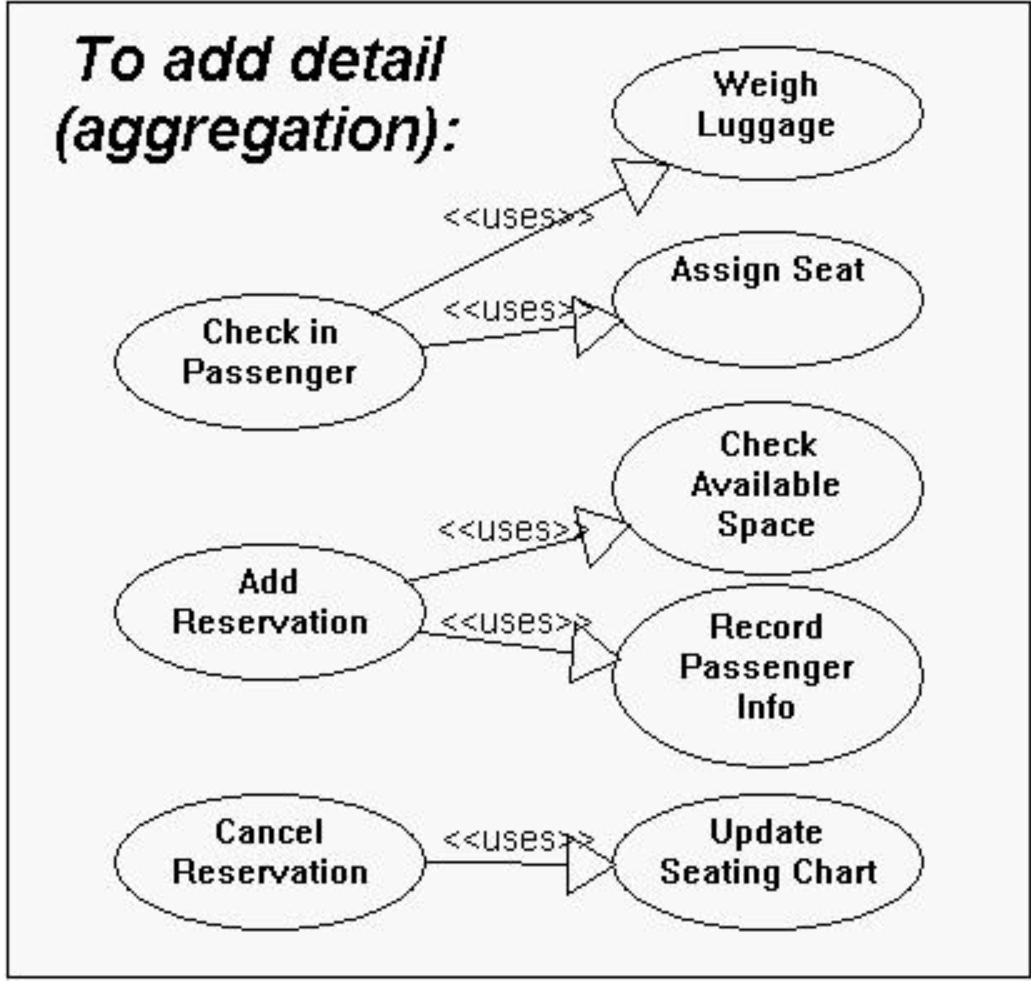 To add detail
(aggregation):
Weigh
Luggage
<<uses>>
Assign Seat
<<uses>>
Check in
Passenger
Check
Available
Space
<<uses>>
Add
Reservation
<<uses>>
Record
Passenger
Info
Cancel
Reservation
<<uses>>
Update
Seating Chart